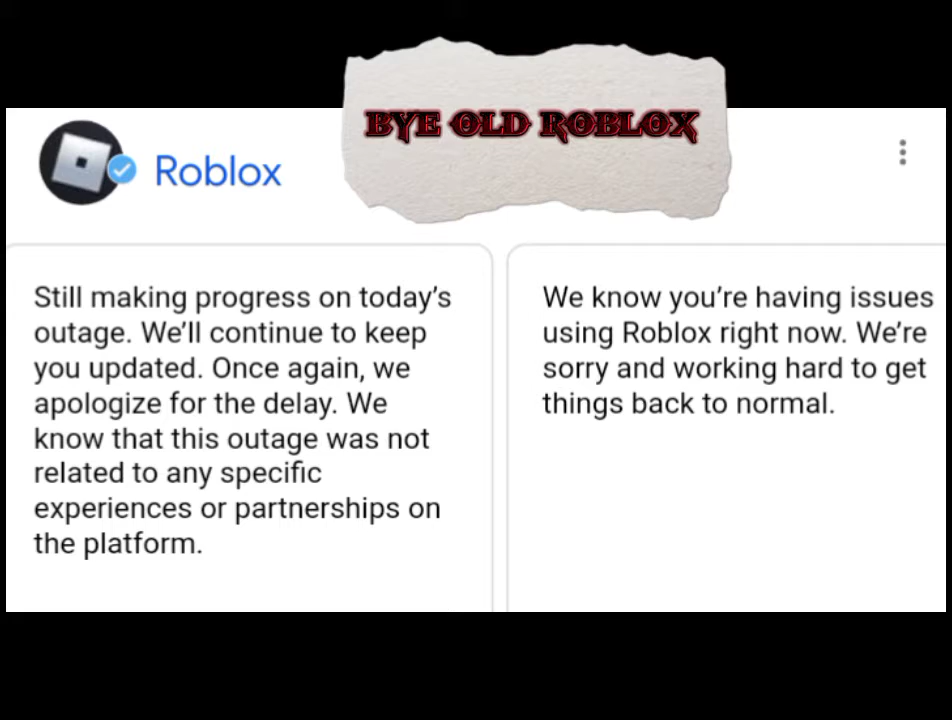 BYE OLD ROBLOX
Roblox
Still making progress on today’s
outage. We’ll continue to keep
you updated. Once again, we
apologize for the delay. We
know that this outage was not
related to any specific
experiences or partnerships on
the platform.
We know you’re having issues
using Roblox right now. We’re
sorry and working hard to get
things back to normal.